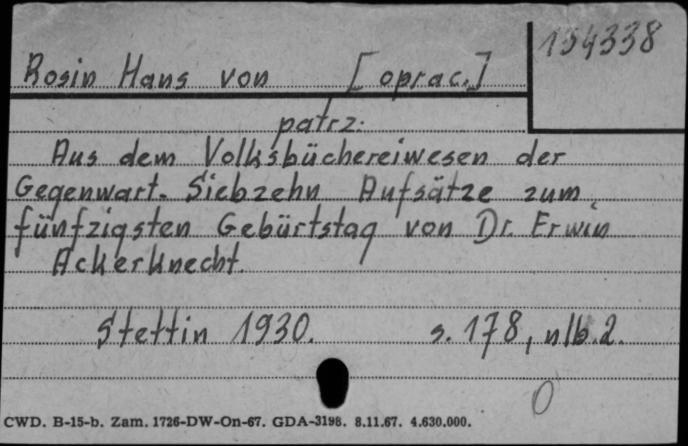 154338
Rosin Hans von [oprac.]
patrz:
Aus dem Volksbüchereiwesen der
Gegenwart. Siebzehn Aufsätze zum
fünfzigsten Gebürtstag von Dr. Erwin
Ackerknecht.
Stettin 1930. s. 178, nlb. 2.
0
CWD. B-15-b. Zam. 1726-DW-On-67. GDA-3198. 8.11.67. 4.630.000.